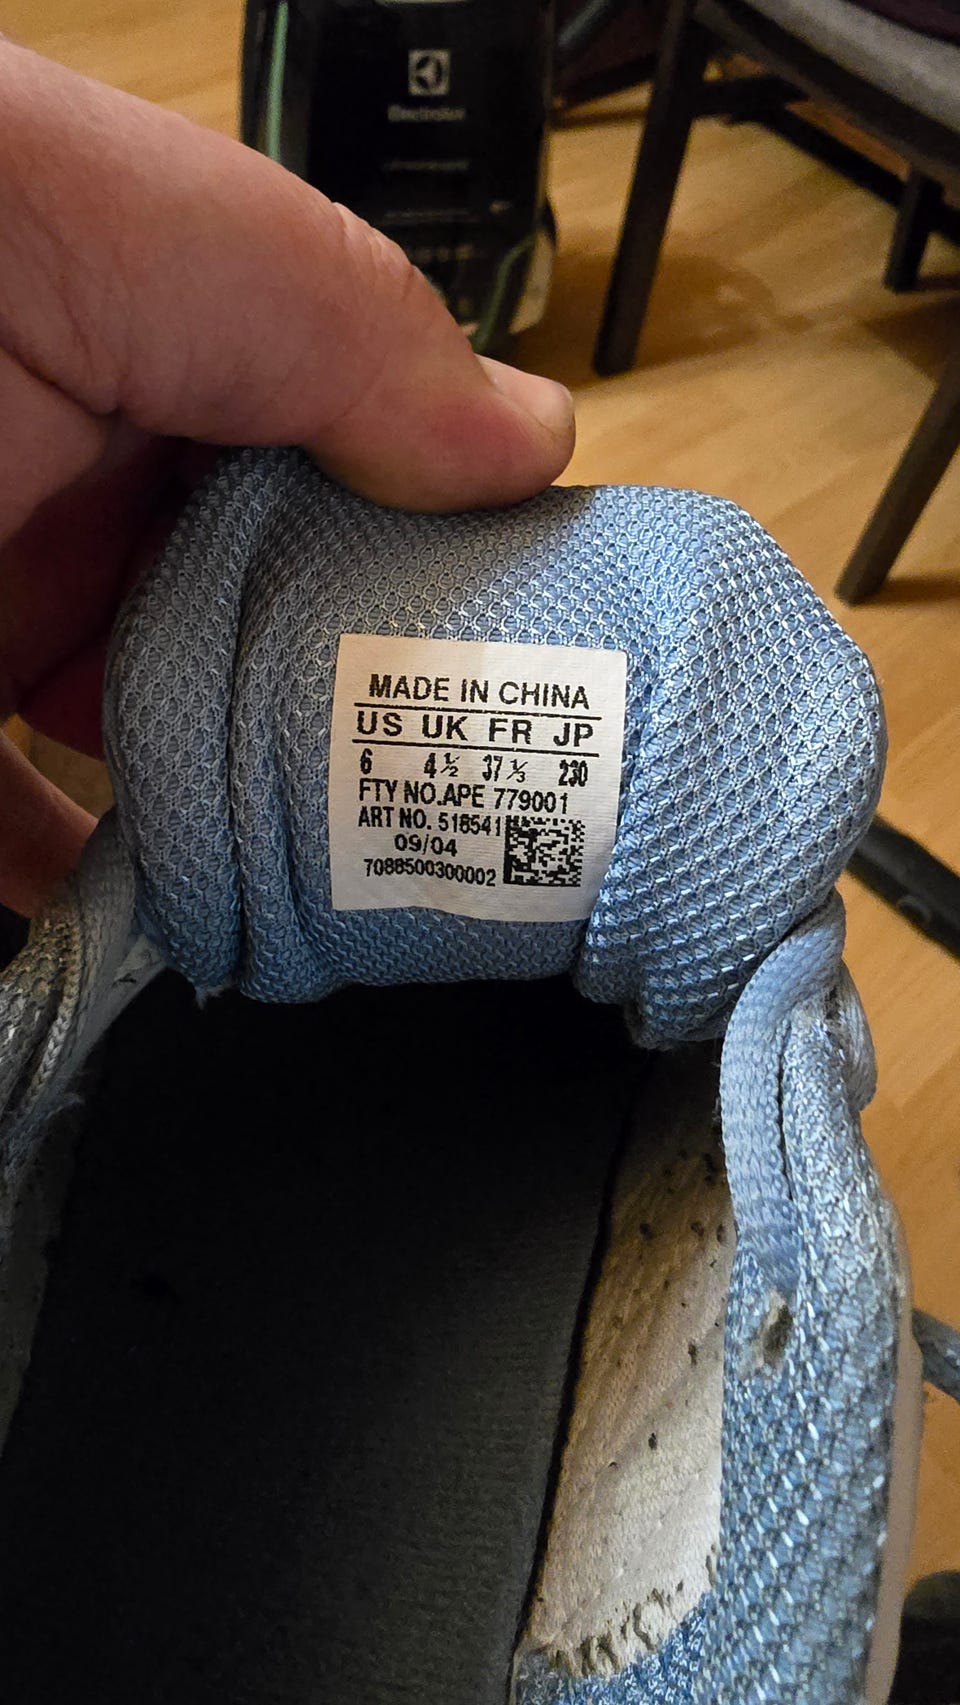 Electrolux
MADE IN CHINA
US UK FR JP
6 4½ 37⅓ 230
FTY NO.APE 779001
ART NO. 518541
09/04
7088500300002